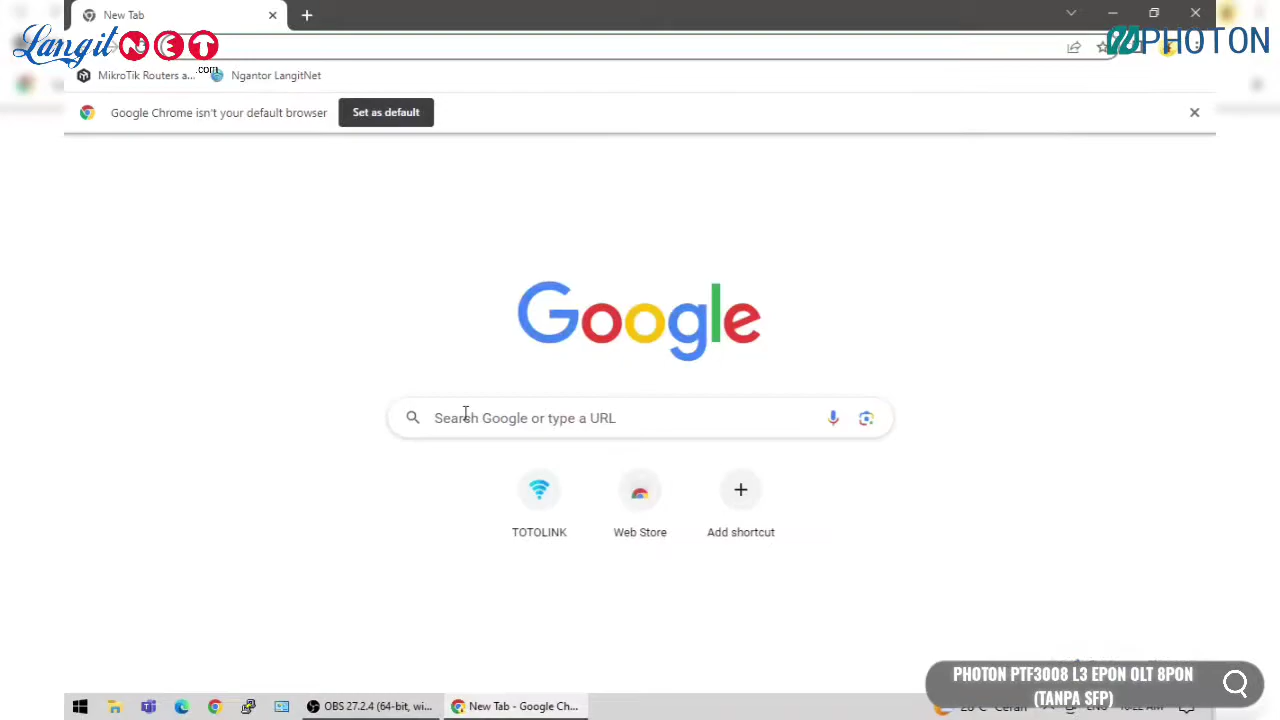 New Tab
LangitNET
.com
PHOTON
MikroTik Routers a...
Ngantor LangitNet
Google Chrome isn't your default browser
Set as default
Google
Search Google or type a URL
TOTOLINK
Web Store
Add shortcut
PHOTON PTF3008 L3 EPON OLT 8PON
(TANPA SFP)
OBS 27.2.4 (64-bit, wi...
New Tab - Google Ch...